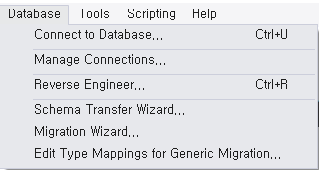 Database Tools Scripting Help
Connect to Database... Ctrl+U
Manage Connections...
Reverse Engineer... Ctrl+R
Schema Transfer Wizard...
Migration Wizard...
Edit Type Mappings for Generic Migration...